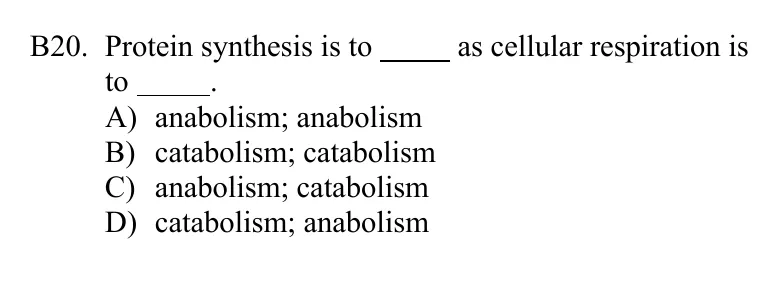 B20. Protein synthesis is to _____ as cellular respiration is
to _____.
A) anabolism; anabolism
B) catabolism; catabolism
C) anabolism; catabolism
D) catabolism; anabolism